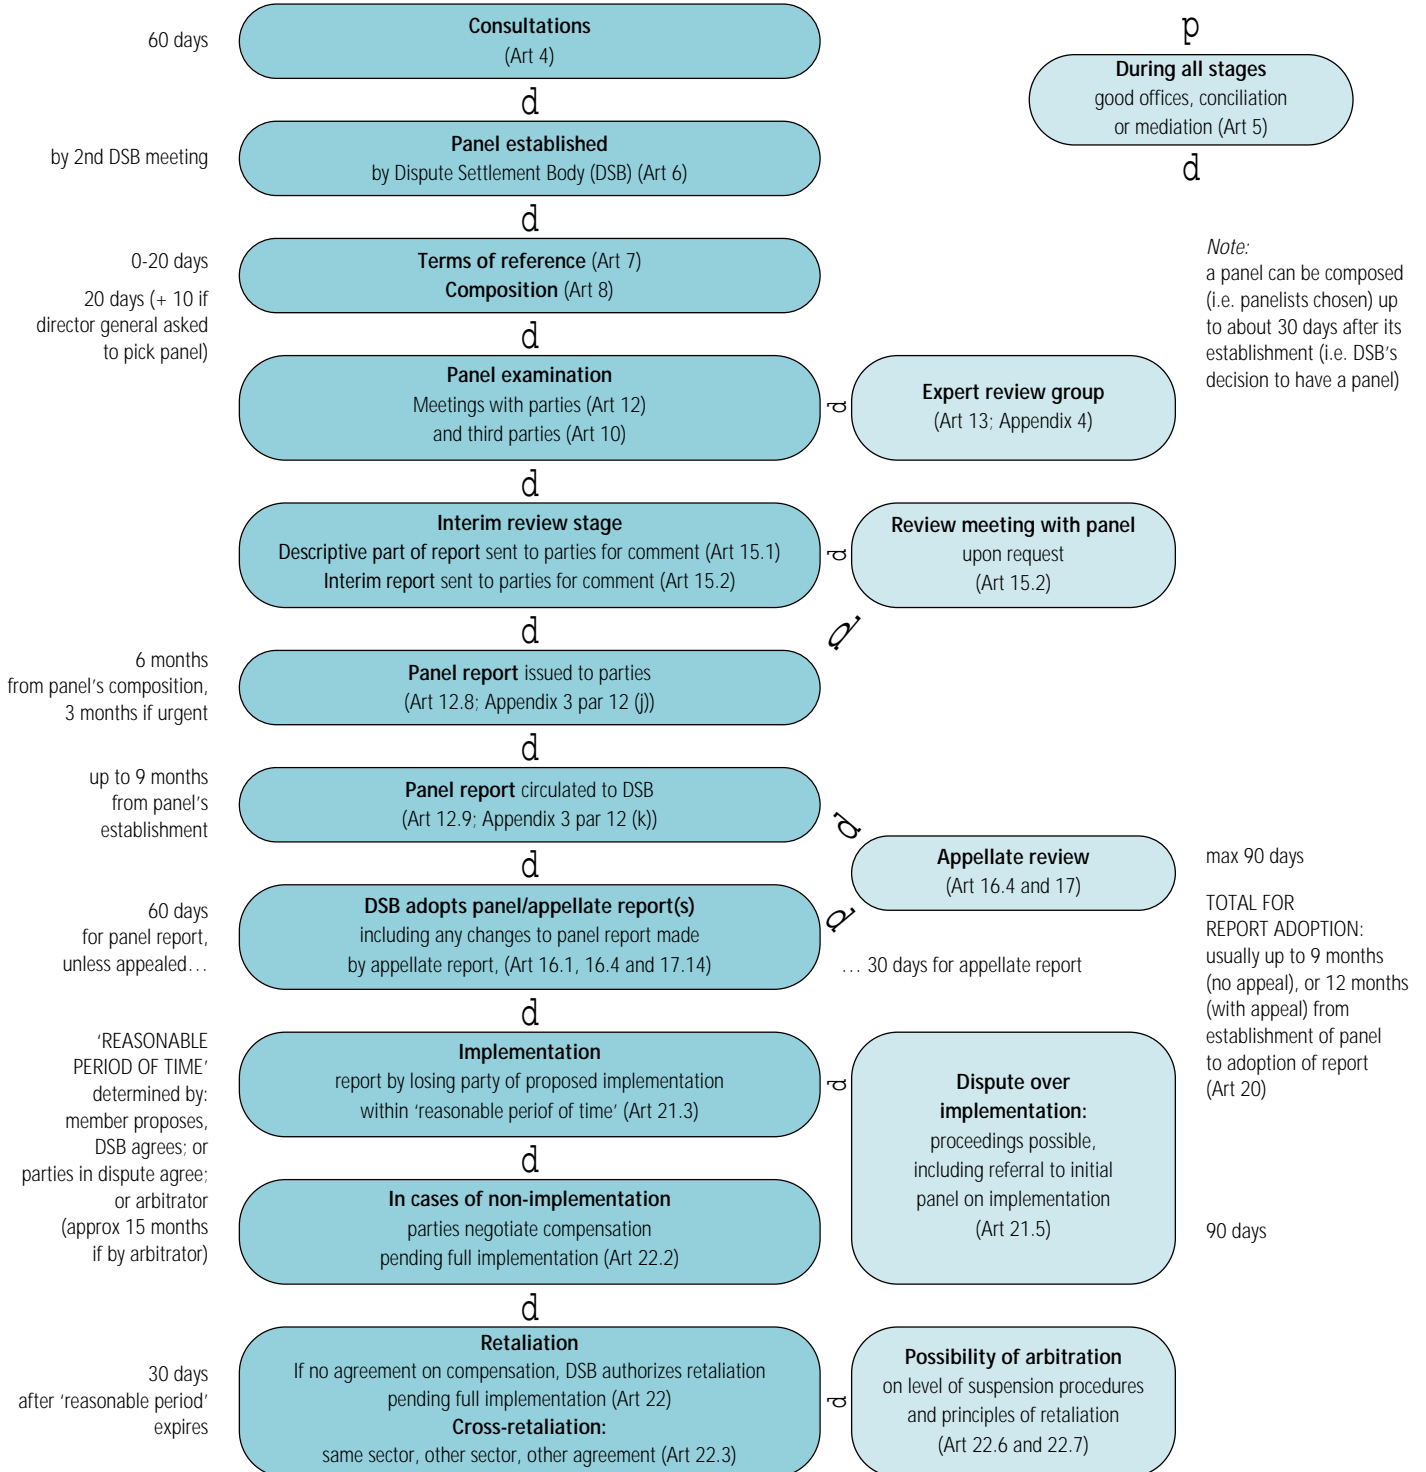 60 days
Consultations
(Art 4)
d
by 2nd DSB meeting
Panel established
by Dispute Settlement Body (DSB) (Art 6)
d
0-20 days
20 days (+ 10 if
director general asked
to pick panel)
Terms of reference (Art 7)
Composition (Art 8)
d
Panel examination
Meetings with parties (Art 12)
and third parties (Art 10)
d
Expert review group
(Art 13; Appendix 4)
d
Interim review stage
Descriptive part of report sent to parties for comment (Art 15.1)
Interim report sent to parties for comment (Art 15.2)
d
Review meeting with panel
upon request
(Art 15.2)
d
d
6 months
from panel's composition,
3 months if urgent
Panel report issued to parties
(Art 12.8; Appendix 3 par 12 (j))
d
up to 9 months
from panel's
establishment
Panel report circulated to DSB
(Art 12.9; Appendix 3 par 12 (k))
d
d
Appellate review
(Art 16.4 and 17)
max 90 days
d
60 days
for panel report,
unless appealed…
DSB adopts panel/appellate report(s)
including any changes to panel report made
by appellate report, (Art 16.1, 16.4 and 17.14)
… 30 days for appellate report
d
TOTAL FOR
REPORT ADOPTION:
usually up to 9 months
(no appeal), or 12 months
(with appeal) from
establishment of panel
to adoption of report
(Art 20)
‘REASONABLE
PERIOD OF TIME’
determined by:
member proposes,
DSB agrees; or
parties in dispute agree;
or arbitrator
(approx 15 months
if by arbitrator)
Implementation
report by losing party of proposed implementation
within ‘reasonable periof of time’ (Art 21.3)
d
d
In cases of non-implementation
parties negotiate compensation
pending full implementation (Art 22.2)
Dispute over
implementation:
proceedings possible,
including referral to initial
panel on implementation
(Art 21.5)
90 days
d
30 days
after ‘reasonable period’
expires
Retaliation
If no agreement on compensation, DSB authorizes retaliation
pending full implementation (Art 22)
Cross-retaliation:
same sector, other sector, other agreement (Art 22.3)
d
Possibility of arbitration
on level of suspension procedures
and principles of retaliation
(Art 22.6 and 22.7)
p
During all stages
good offices, conciliation
or mediation (Art 5)
d
Note:
a panel can be composed
(i.e. panelists chosen) up
to about 30 days after its
establishment (i.e. DSB's
decision to have a panel)